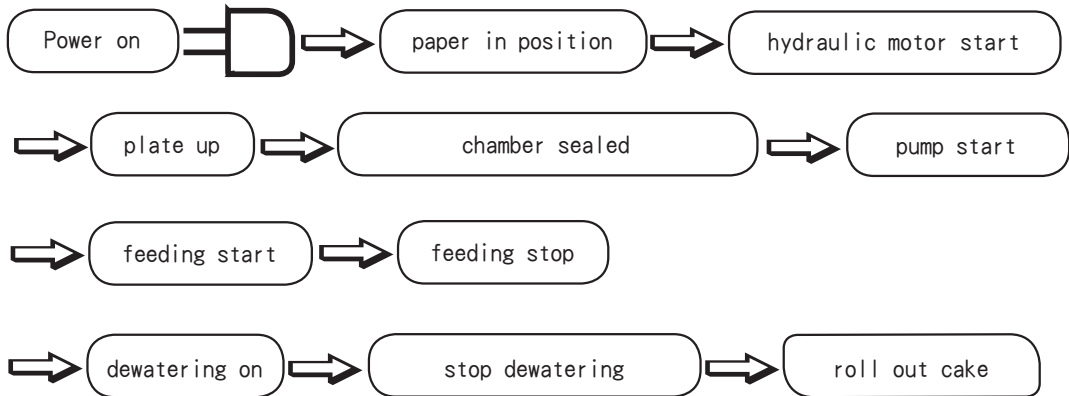 Power on paper in position hydraulic motor start
plate up chamber sealed pump start
feeding start feeding stop
dewatering on stop dewatering roll out cake